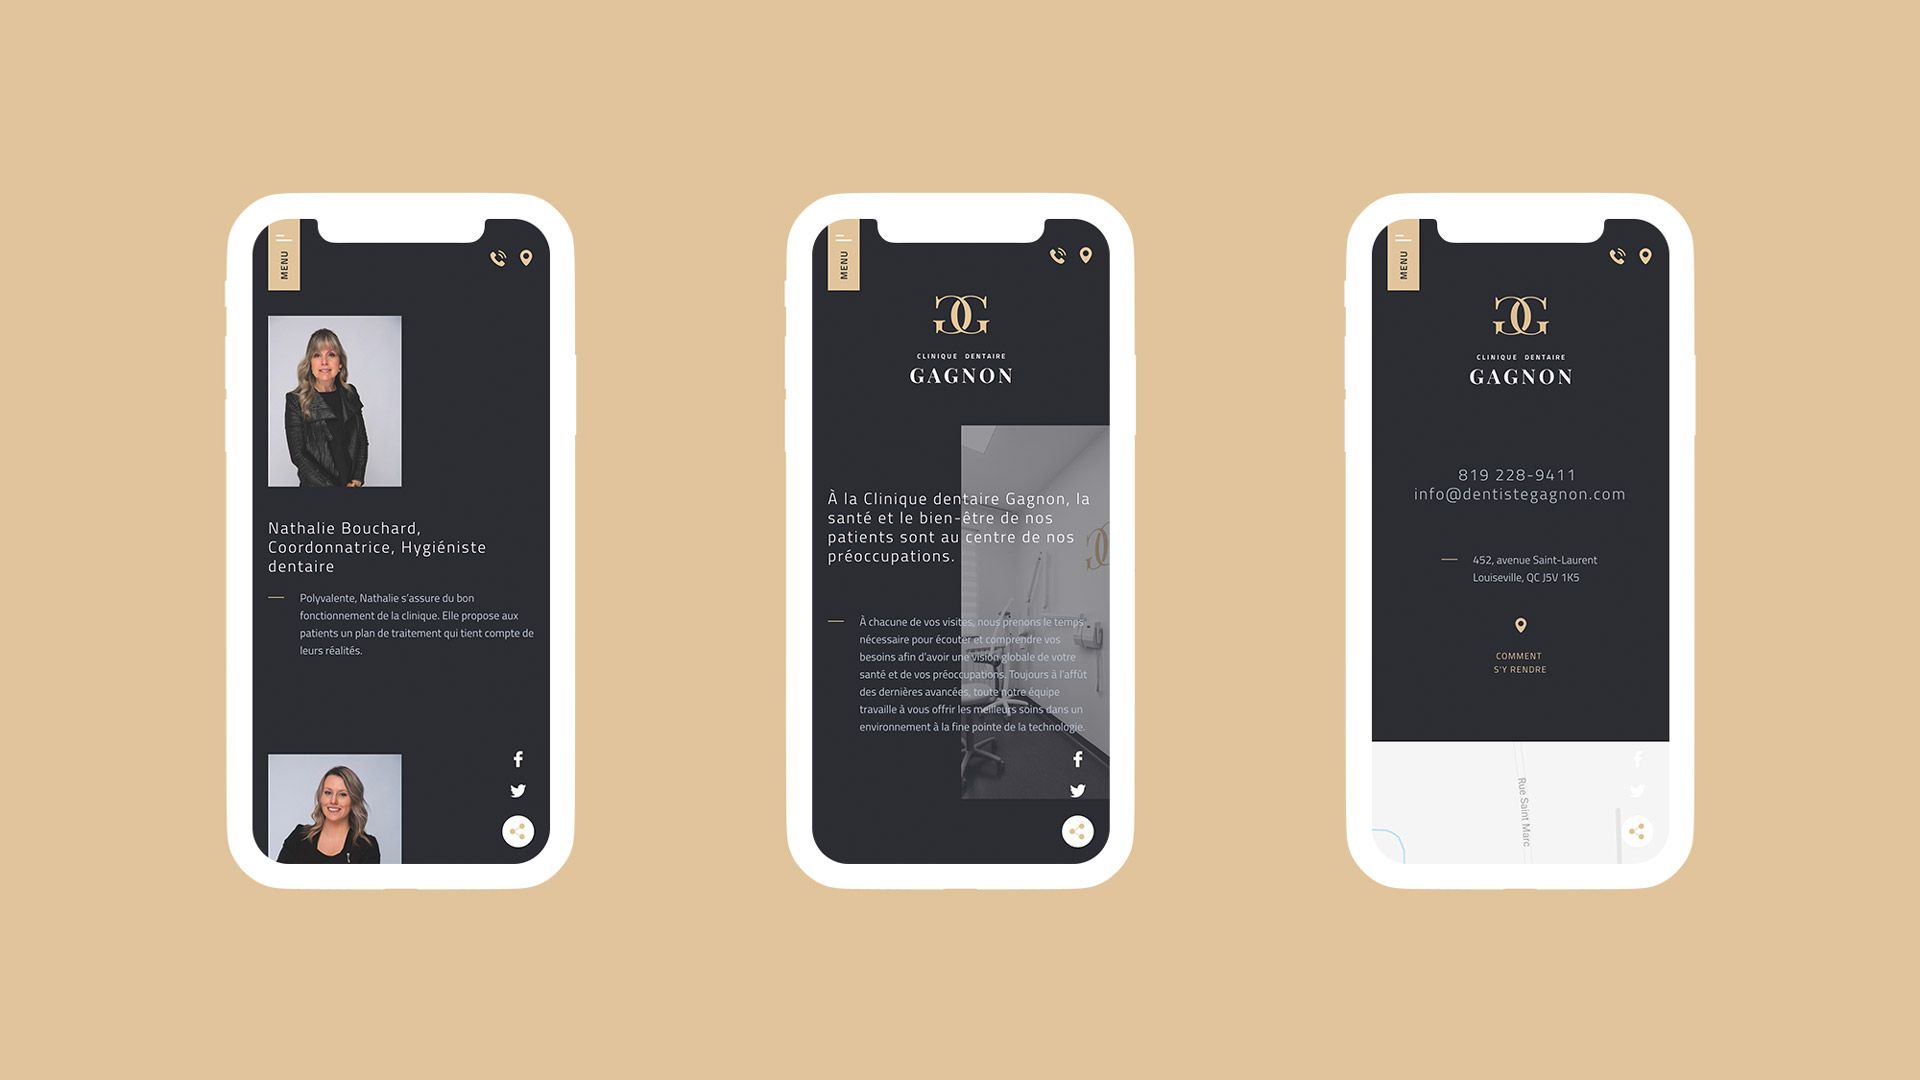 MENU
Nathalie Bouchard,
Coordonnatrice, Hygiéniste
dentaire
Polyvalente, Nathalie s'assure du bon
fonctionnement de la clinique. Elle propose aux
patients un plan de traitement qui tient compte de
leurs réalités.
MENU
CLINIQUE DENTAIRE
GAGNON
À la Clinique dentaire Gagnon, la
santé et le bien-être de nos
patients sont au centre de nos
préoccupations.
À chacune de vos visites, nous prenons le temps
nécessaire pour écouter et comprendre vos
besoins afin d'avoir une vision globale de votre
santé et de vos préoccupations. Toujours à l'affût
des dernières avancées, toute notre équipe
travaille à vous offrir les meilleurs soins dans un
environnement à la fine pointe de la technologie.
MENU
CLINIQUE DENTAIRE
GAGNON
819 228-9411
info@dentistegagnon.com
452, avenue Saint-Laurent
Louiseville, QC J5V 1K5
COMMENT
S'Y RENDRE
Rue Saint Marc